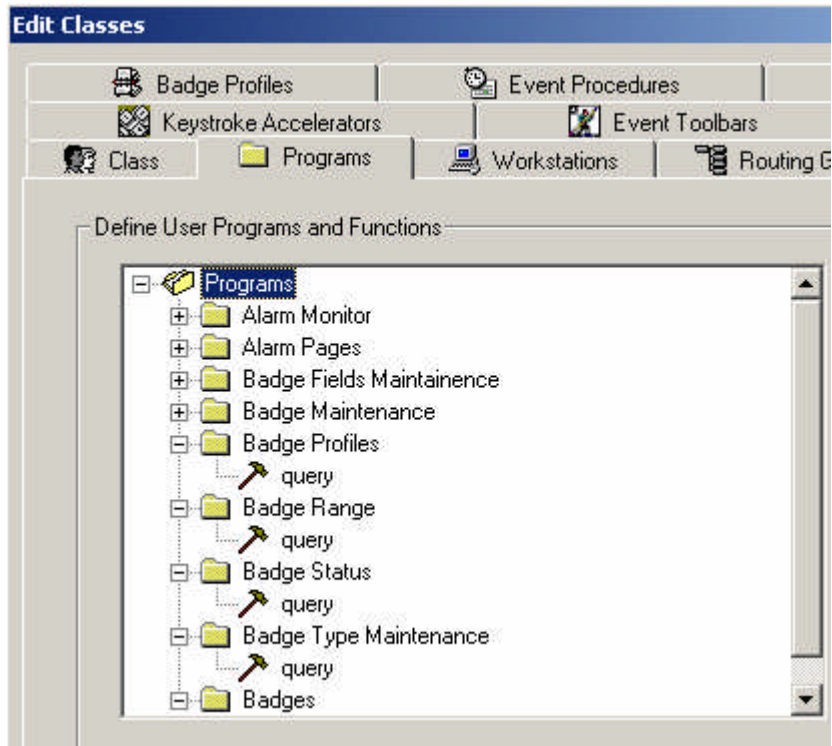 Edit Classes
Badge Profiles Event Procedures
Keystroke Accelerators Event Toolbars
Class Programs Workstations Routing G
Define User Programs and Functions
Programs
Alarm Monitor
Alarm Pages
Badge Fields Maintainence
Badge Maintenance
Badge Profiles
query
Badge Range
query
Badge Status
query
Badge Type Maintenance
query
Badges